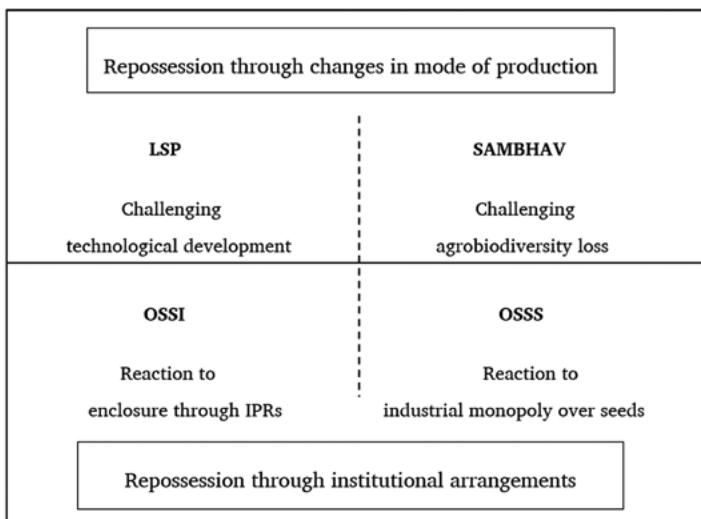 Repossession through changes in mode of production
LSP
Challenging
technological development
SAMBHAV
Challenging
agrobiodiversity loss
OSSI
Reaction to
enclosure through IPRs
OSSS
Reaction to
industrial monopoly over seeds
Repossession through institutional arrangements